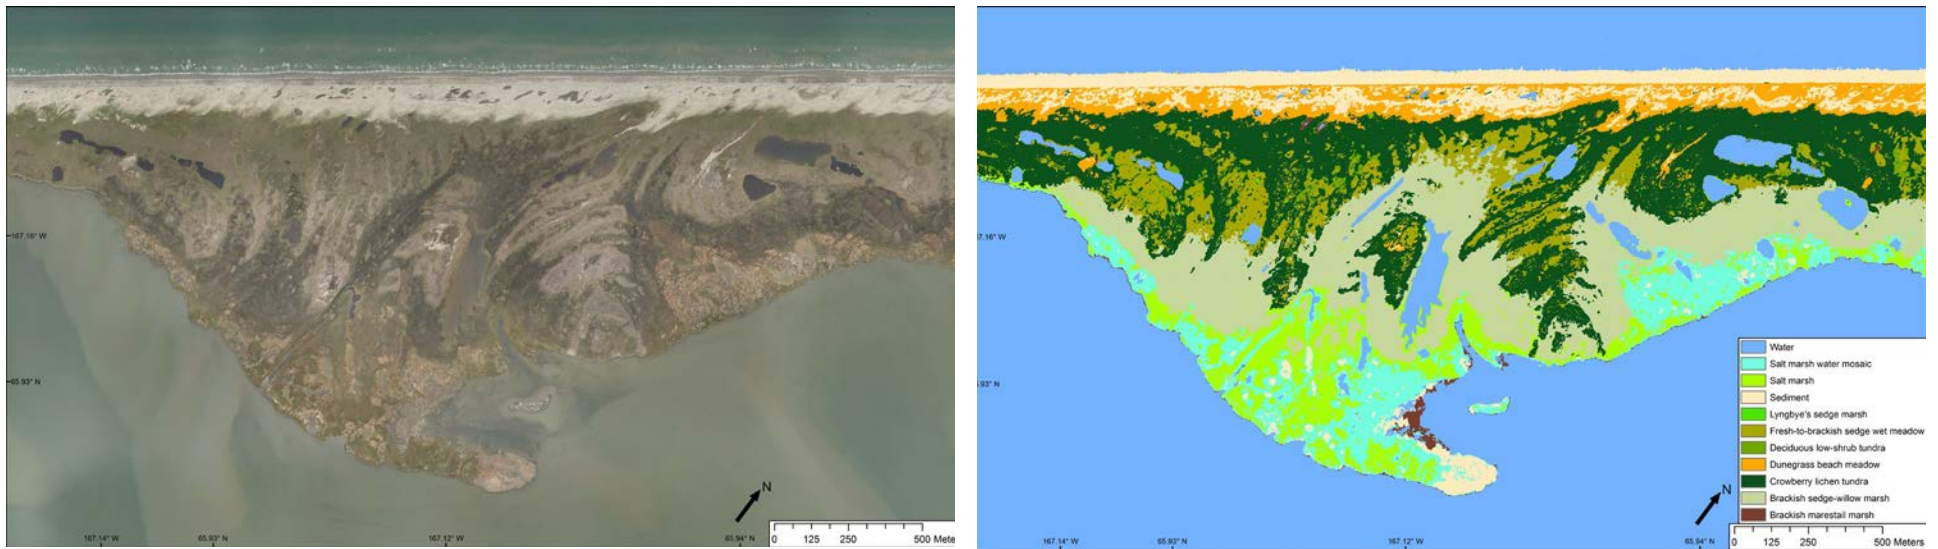 167.16° W
65.93° N
167.14° W
65.93° N
167.12° W
65.94° N
N
0 125 250 500 Mete
67.16° W
.93° N
Water
Salt marsh water mosaic
Salt marsh
Sediment
Lyngbye's sedge marsh
Fresh-to-brackish sedge wet meadow
Deciduous low-shrub tundra
Dunegrass beach meadow
Crowberry lichen tundra
Brackish sedge-willow marsh
Brackish marestail marsh
N
167.14° W
65.93° N
167.12° W
65.94° N
0 125 250 500 Meters